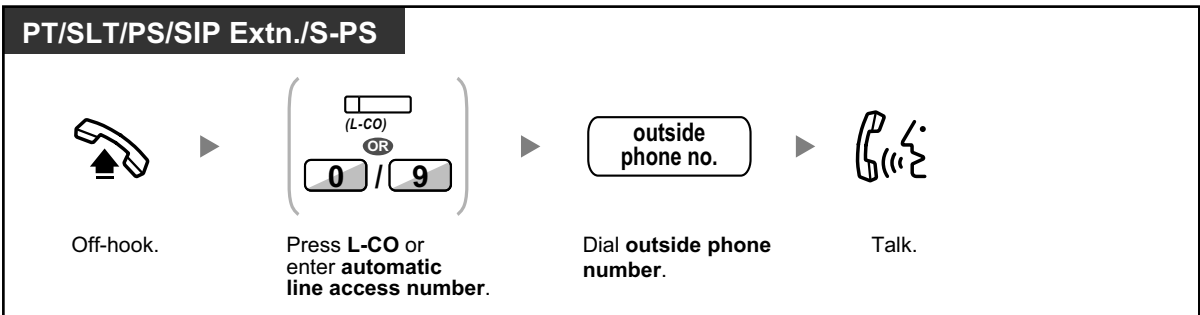 PT/SLT/PS/SIP Extn./S-PS
(L-CO)
OR
0 / 9
outside
phone no.
Off-hook.
Press L-CO or
enter automatic
line access number.
Dial outside phone
number.
Talk.